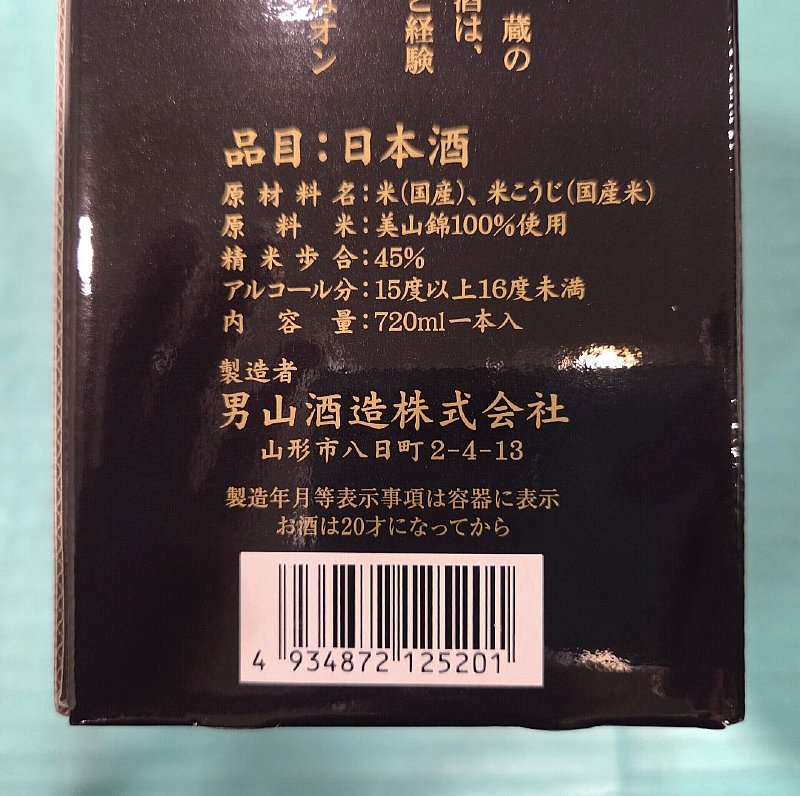 蔵の
酒は、
と経験
オン
品目:日本酒
原材料名:米(国産)、米こうじ(国産米)
原料米:美山錦100%使用
精米歩合:45%
アルコール分:15度以上16度未満
内容量:720ml一本入
製造者
男山酒造株式会社
山形市八日町2-4-13
製造年月等表示事項は容器に表示
お酒は20才になってから
4 934872 125201